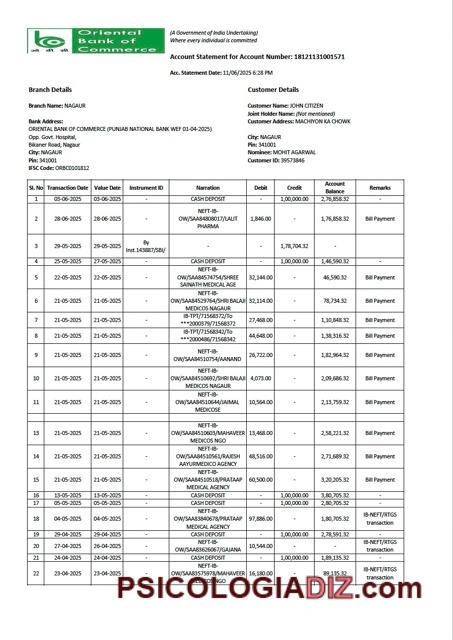 Oriental
Bank of
Commerce
(A Government of India Undertaking)
Where every individual is committed
Account Statement for Account Number: 18121131001571
Acc. Statement Date: 11/06/2025 6:28 PM
Branch Details
Customer Details
Branch Name: NAGAUR
Customer Name: JOHN CITIZEN
Joint Holder Name: (Not mentioned)
Bank Address:
Customer Address: MACHIYON KA CHOWK
ORIENTAL BANK OF COMMERCE (PUNJAB NATIONAL BANK WEF 01-04-2025)
Opp. Govt. Hospital,
City: NAGAUR
Bikaner Road, Nagaur
Pin: 341001
City: NAGAUR
Nominee: MOHIT AGARWAL
Pin: 341001
Customer ID: 39573846
IFSC Code: ORBC0101812
Sl. No Transaction Date Value Date Instrument ID Narration Debit Credit Account Balance Remarks
1 03-06-2025 03-06-2025 - CASH DEPOSIT - 1,00,000.00 2,76,858.32 -
2 28-06-2025 28-06-2025 - NEFT-IB-OW/SAA84808017/LALIT PHARMA 1,846.00 - 1,76,858.32 Bill Payment
3 29-05-2025 29-05-2025 By Inst.143887/SBI/ - - 1,78,704.32 -
4 25-05-2025 27-05-2025 - CASH DEPOSIT - 1,00,000.00 1,46,590.32 -
5 22-05-2025 22-05-2025 - NEFT-IB-OW/SAA84574754/SHREE SAINATH MEDICAL AGE 32,144.00 - 46,590.32 Bill Payment
6 21-05-2025 21-05-2025 - NEFT-IB-OW/SAA84529764/SHRI BALAJI MEDICOS NAGAUR 32,114.00 - 78,734.32 Bill Payment
7 21-05-2025 21-05-2025 - IB-TPT/71568372/To ***2000379/71568372 27,468.00 - 1,10,848.32 Bill Payment
8 21-05-2025 21-05-2025 - IB-TPT/71568342/To ***2000486/71568342 44,648.00 - 1,38,316.32 Bill Payment
9 21-05-2025 21-05-2025 - NEFT-IB-OW/SAA84510754/AANAND 26,722.00 - 1,82,964.32 Bill Payment
10 21-05-2025 21-05-2025 - NEFT-IB-OW/SAA84510692/SHRI BALAJI MEDICOS NAGAUR 4,073.00 - 2,09,686.32 Bill Payment
11 21-05-2025 21-05-2025 - NEFT-IB-OW/SAA84510644/JAIMAL MEDICOSE 10,564.00 - 2,13,759.32 Bill Payment
13 21-05-2025 21-05-2025 - NEFT-IB-OW/SAA84510603/MAHAVEER MEDICOS NGO 13,468.00 - 2,58,221.32 Bill Payment
14 21-05-2025 21-05-2025 - NEFT-IB-OW/SAA84510561/RAJESH AAYURMEDICO AGENCY 48,516.00 - 2,71,689.32 Bill Payment
15 21-05-2025 21-05-2025 - NEFT-IB-OW/SAA84510518/PRATAAP MEDICAL AGENCY 60,500.00 - 3,20,205.32 Bill Payment
16 13-05-2025 13-05-2025 - CASH DEPOSIT - 1,00,000.00 3,80,705.32 -
17 05-05-2025 05-05-2025 - CASH DEPOSIT - 1,00,000.00 2,80,705.32 -
18 04-05-2025 04-05-2025 - NEFT-IB-OW/SAA83840678/PRATAAP MEDICAL AGENCY 97,886.00 - 1,80,705.32 IB-NEFT/RTGS transaction
19 29-04-2025 29-04-2025 - CASH DEPOSIT - 1,00,000.00 2,78,591.32 -
20 27-04-2025 26-04-2025 - NEFT-IB-OW/SAA83626067/GAJANA 10,544.00 - - IB-NEFT/RTGS transaction
21 24-04-2025 24-04-2025 - CASH DEPOSIT - 1,00,000.00 1,89,135.32 -
22 23-04-2025 23-04-2025 - NEFT-IB-OW/SAA83575978/MAHAVEER MEDICOS NGO 16,180.00 - 89,135.32 IB-NEFT/RTGS transaction
PSICOLOGIADIZ.com